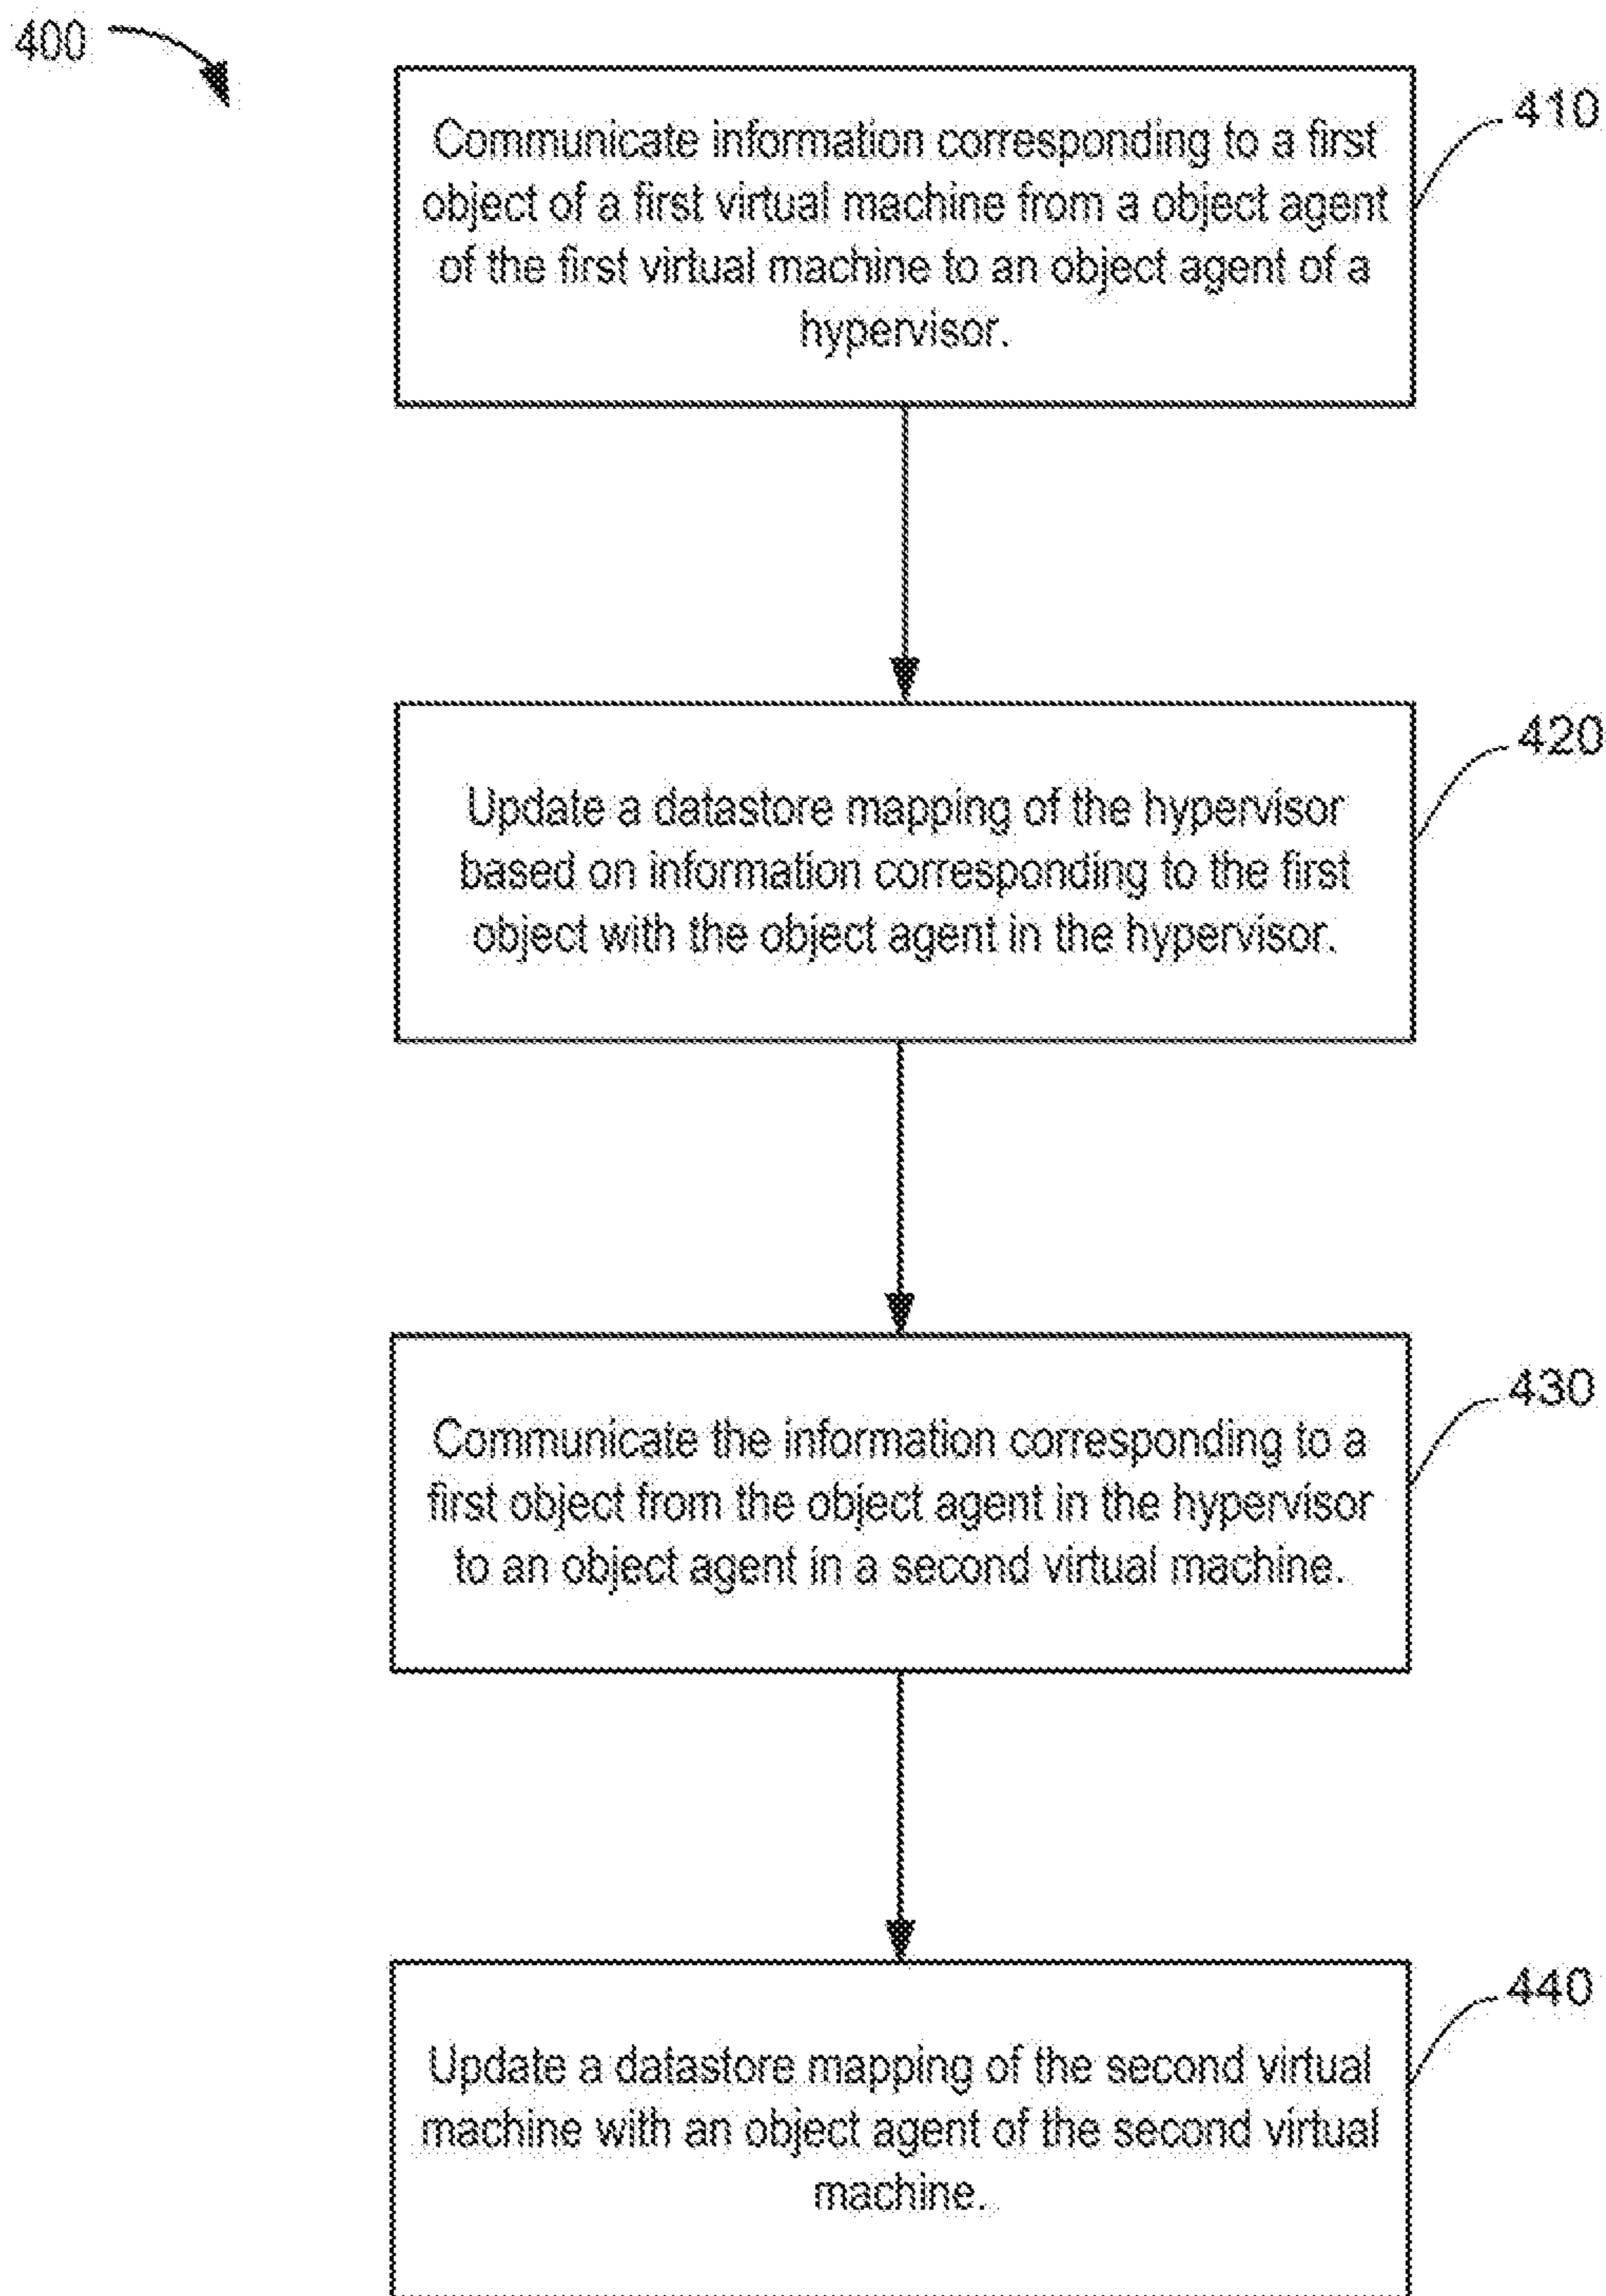 400
410
Communicate information corresponding to a first
object of a first virtual machine from a object agent
of the first virtual machine to an object agent of a
hypervisor.
420
Update a datastore mapping of the hypervisor
based on information corresponding to the first
object with the object agent in the hypervisor.
430
Communicate the information corresponding to a
first object from the object agent in the hypervisor
to an object agent in a second virtual machine.
440
Update a datastore mapping of the second virtual
machine with an object agent of the second virtual
machine.